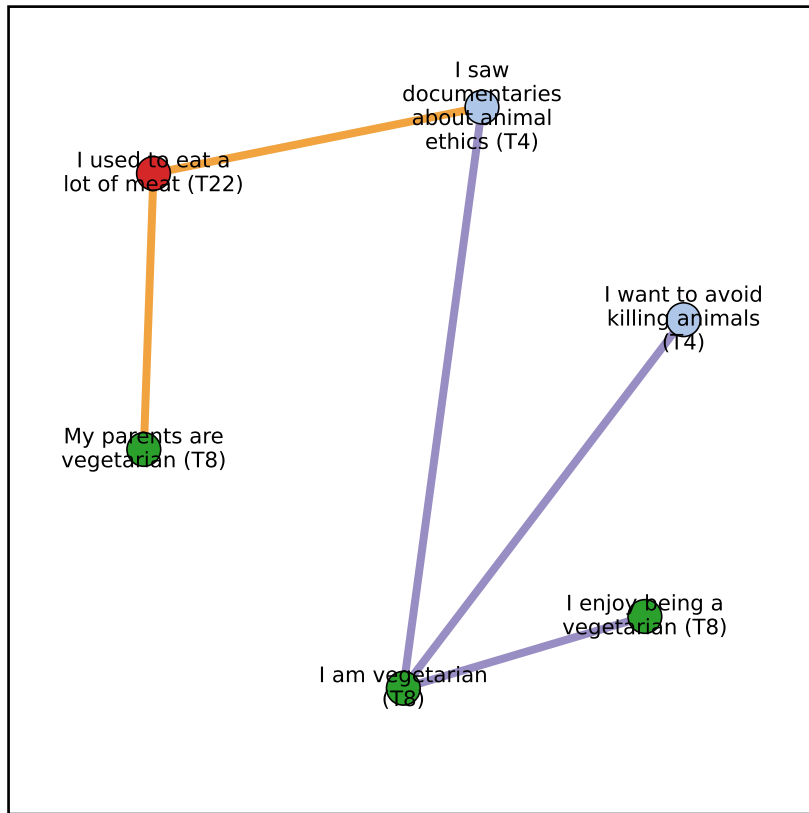 I saw
documentaries
about animal
ethics (T4)
I used to eat a
lot of meat (T22)
I want to avoid
killing animals
(T4)
My parents are
vegetarian (T8)
I enjoy being a
vegetarian (T8)
I am vegetarian
(T8)